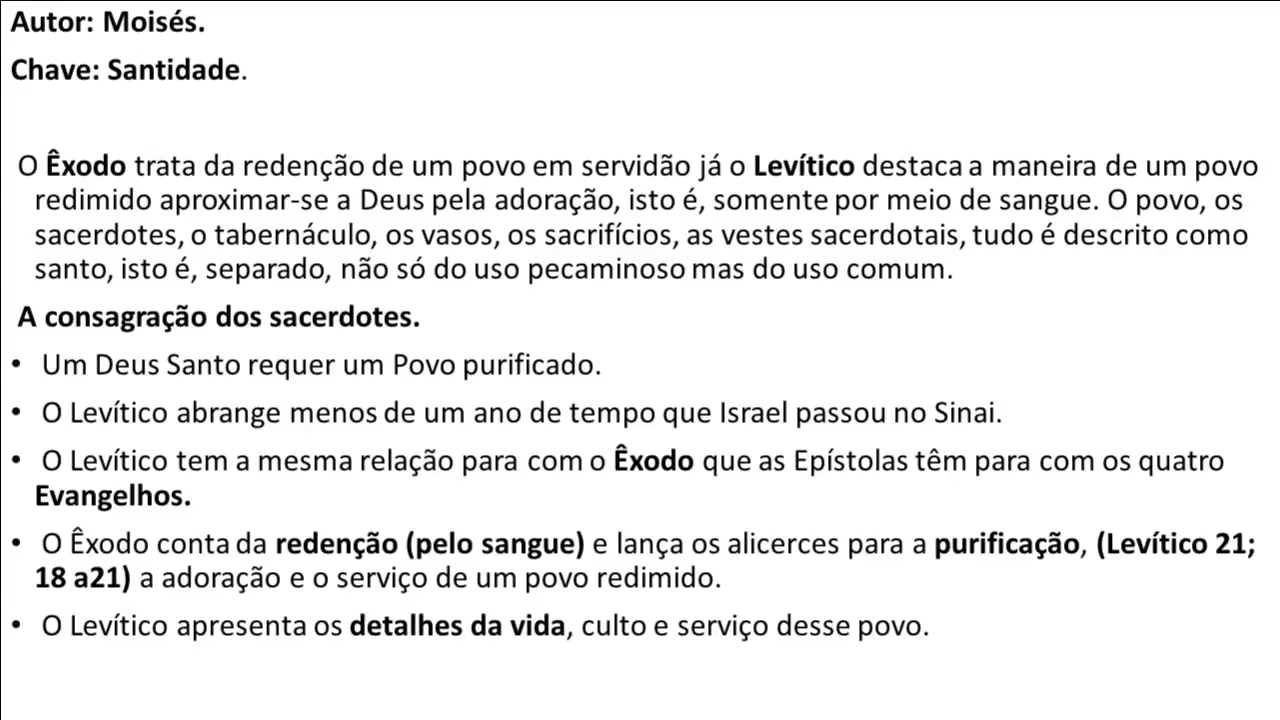 Autor: Moisés.
Chave: Santidade.
O Êxodo trata da redenção de um povo em servidão já o Levítico destaca a maneira de um povo
redimido aproximar-se a Deus pela adoração, isto é, somente por meio de sangue. O povo, os
sacerdotes, o tabernáculo, os vasos, os sacrifícios, as vestes sacerdotais, tudo é descrito como
santo, isto é, separado, não só do uso pecaminoso mas do uso comum.
A consagração dos sacerdotes.
• Um Deus Santo requer um Povo purificado.
• O Levítico abrange menos de um ano de tempo que Israel passou no Sinai.
• O Levítico tem a mesma relação para com o Êxodo que as Epístolas têm para com os quatro
Evangelhos.
• O Êxodo conta da redenção (pelo sangue) e lança os alicerces para a purificação, (Levítico 21;
18 a21) a adoração e o serviço de um povo redimido.
• O Levítico apresenta os detalhes da vida, culto e serviço desse povo.